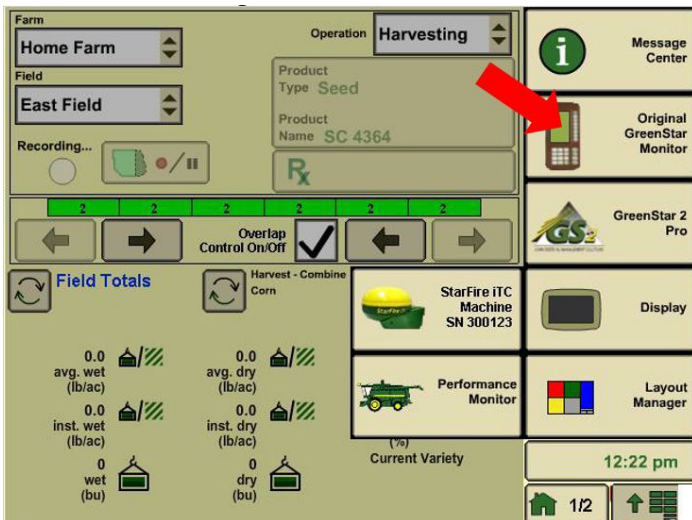 Farm
Home Farm
Field
East Field
Recording...
Operation
Harvesting
Product
Type Seed
Product
Name SC 4364
Rx
2 2 2 2 2 2
Overlap
Control On/Off
Field Totals
0.0
avg. wet
(lb/ac)
0.0
inst. wet
(lb/ac)
0
wet
(bu)
Harvest - Combine
Corn
0.0
avg. dry
(lb/ac)
0.0
inst. dry
(lb/ac)
0
dry
(bu)
StarFire iTC
Machine
SN 300123
Performance
Monitor
(%)
Current Variety
Message
Center
Original
GreenStar
Monitor
GS2
GreenStar 2
Pro
Display
Layout
Manager
12:22 pm
1/2